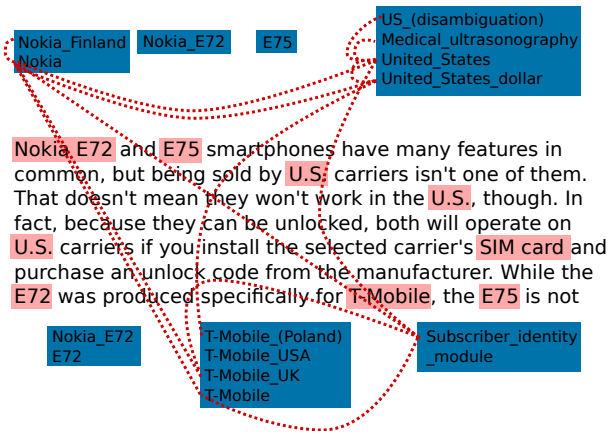 Nokia_Finland
Nokia
Nokia_E72
E75
US_(disambiguation)
Medical_ultrasonography
United_States
United_States_dollar
Nokia E72 and E75 smartphones have many features in
common, but being sold by U.S. carriers isn't one of them.
That doesn't mean they won't work in the U.S., though. In
fact, because they can be unlocked, both will operate on
U.S. carriers if you install the selected carrier's SIM card and
purchase an unlock code from the manufacturer. While the
E72 was produced specifically for T-Mobile, the E75 is not
Nokia_E72
E72
T-Mobile_(Poland)
T-Mobile_USA
T-Mobile_UK
T-Mobile
Subscriber_identity
_module